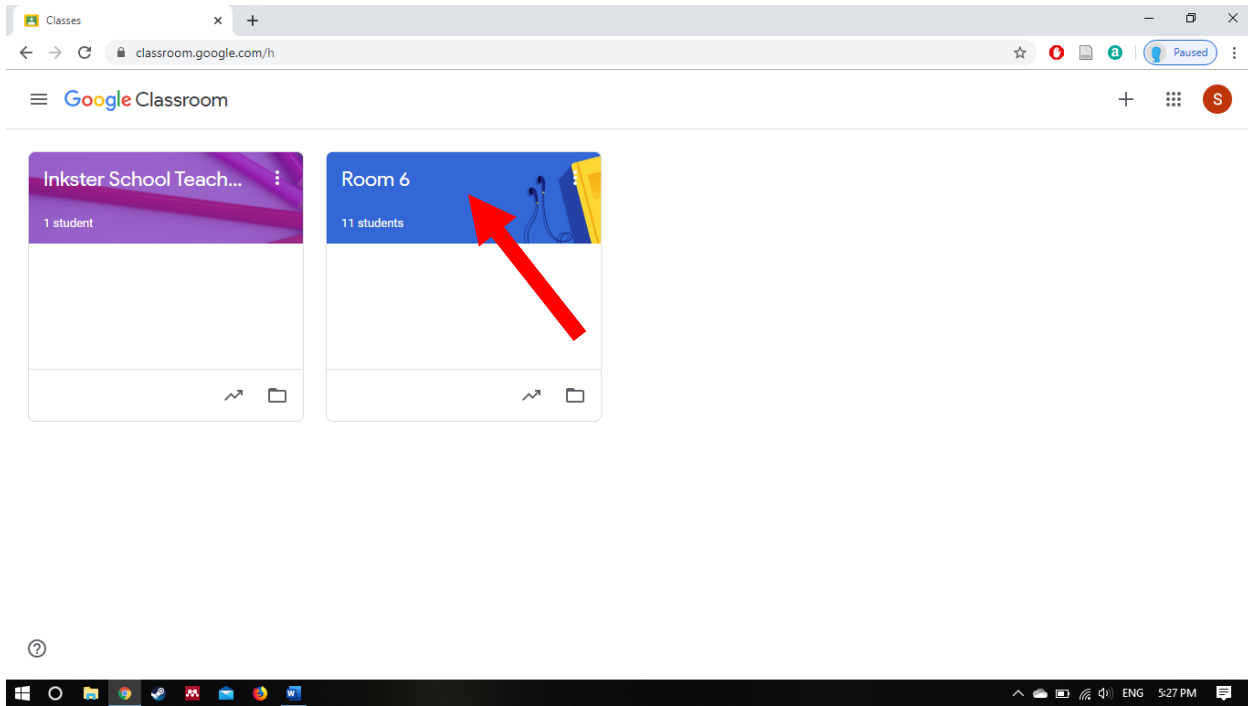 Classes
classroom.google.com/h
Paused
Google Classroom
S
Inkster School Teach...
1 student
Room 6
11 students
ENG 5:27 PM